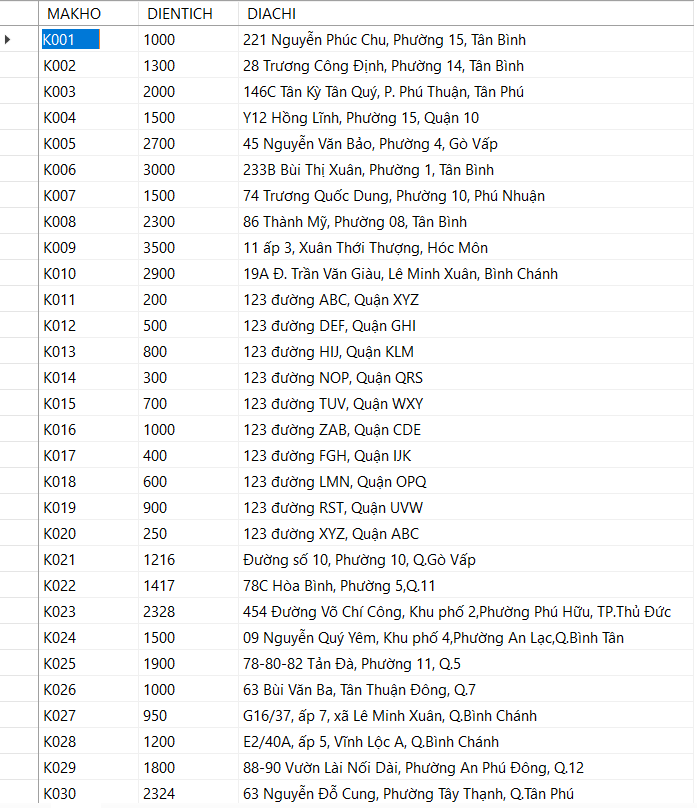 MAKHO DIENTICH DIACHI
K001 1000 221 Nguyễn Phúc Chu, Phường 15, Tân Bình
K002 1300 28 Trương Công Định, Phường 14, Tân Bình
K003 2000 146C Tân Kỳ Tân Quý, P. Phú Thuận, Tân Phú
K004 1500 Y12 Hồng Lĩnh, Phường 15, Quận 10
K005 2700 45 Nguyễn Văn Bảo, Phường 4, Gò Vấp
K006 3000 233B Bùi Thị Xuân, Phường 1, Tân Bình
K007 1500 74 Trương Quốc Dung, Phường 10, Phú Nhuận
K008 2300 86 Thành Mỹ, Phường 08, Tân Bình
K009 3500 11 ấp 3, Xuân Thới Thượng, Hóc Môn
K010 2900 19A Đ. Trần Văn Giàu, Lê Minh Xuân, Bình Chánh
K011 200 123 đường ABC, Quận XYZ
K012 500 123 đường DEF, Quận GHI
K013 800 123 đường HIJ, Quận KLM
K014 300 123 đường NOP, Quận QRS
K015 700 123 đường TUV, Quận WXY
K016 1000 123 đường ZAB, Quận CDE
K017 400 123 đường FGH, Quận IJK
K018 600 123 đường LMN, Quận OPQ
K019 900 123 đường RST, Quận UVW
K020 250 123 đường XYZ, Quận ABC
K021 1216 Đường số 10, Phường 10, Q.Gò Vấp
K022 1417 78C Hòa Bình, Phường 5,Q.11
K023 2328 454 Đường Võ Chí Công, Khu phố 2,Phường Phú Hữu, TP.Thủ Đức
K024 1500 09 Nguyễn Quý Yêm, Khu phố 4,Phường An Lạc,Q.Bình Tân
K025 1900 78-80-82 Tản Đà, Phường 11, Q.5
K026 1000 63 Bùi Văn Ba, Tân Thuận Đông, Q.7
K027 950 G16/37, ấp 7, xã Lê Minh Xuân, Q.Bình Chánh
K028 1200 E2/40A, ấp 5, Vĩnh Lộc A, Q.Bình Chánh
K029 1800 88-90 Vườn Lài Nối Dài, Phường An Phú Đông, Q.12
K030 2324 63 Nguyễn Đỗ Cung, Phường Tây Thạnh, Q.Tân Phú